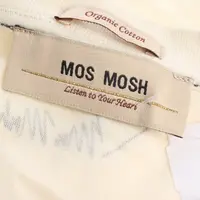 Organic Cotton
MOS MOSH
Listen to Your Heart